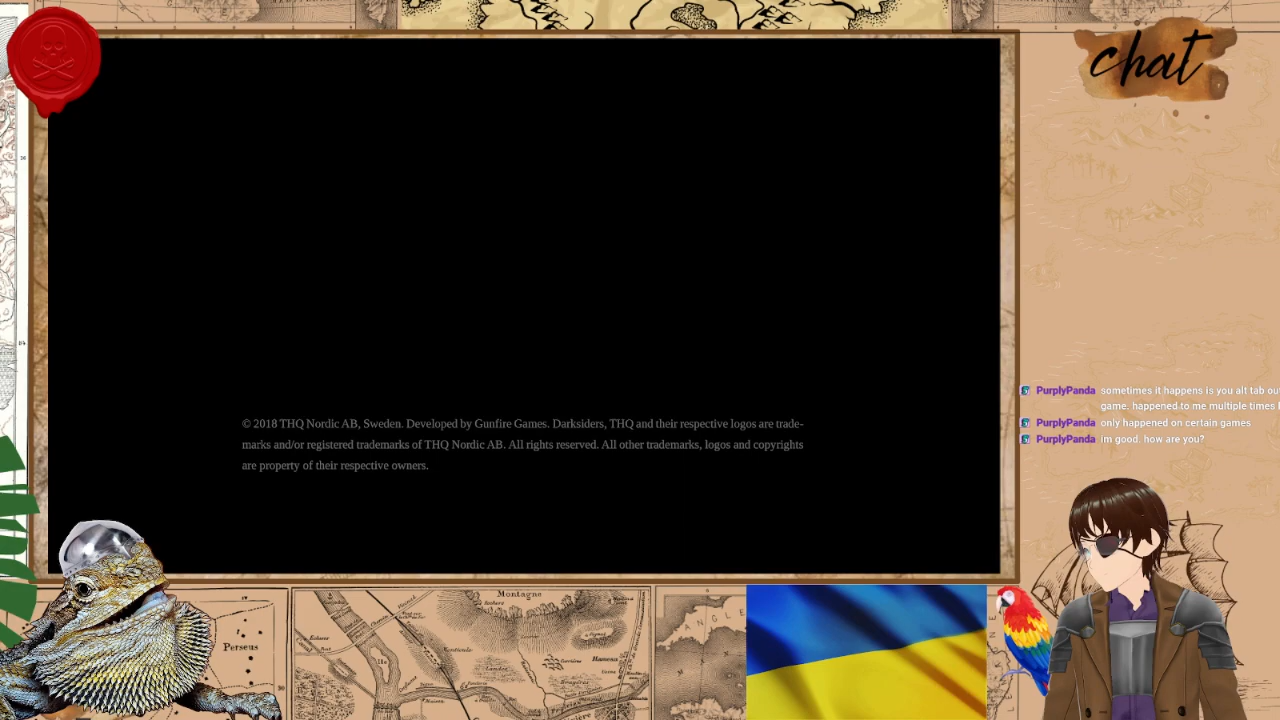 chat
© 2018 THQ Nordic AB, Sweden. Developed by Gunfire Games. Darksiders, THQ and their respective logos are trade-
marks and/or registered trademarks of THQ Nordic AB. All rights reserved. All other trademarks, logos and copyrights
are property of their respective owners.
PurplyPanda sometimes it happens is you alt tab out
game. happened to me multiple times
PurplyPanda only happened on certain games
PurplyPanda im good. how are you?
Montagne
Perseus